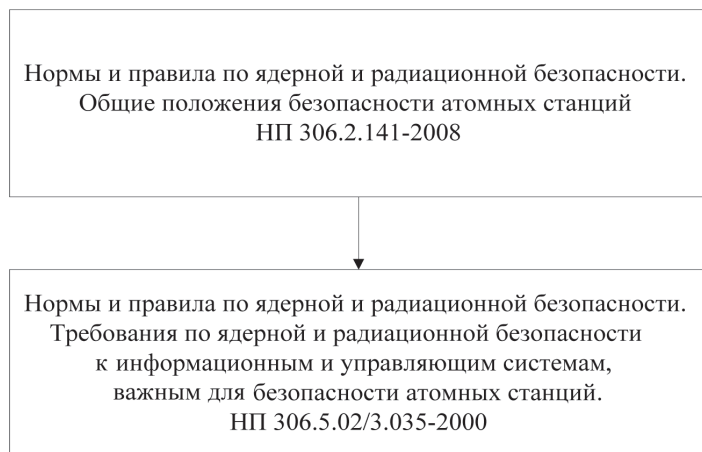 Нормы и правила по ядерной и радиационной безопасности.
Общие положения безопасности атомных станций
НП 306.2.141-2008
Нормы и правила по ядерной и радиационной безопасности.
Требования по ядерной и радиационной безопасности
к информационным и управляющим системам,
важным для безопасности атомных станций.
НП 306.5.02/3.035-2000